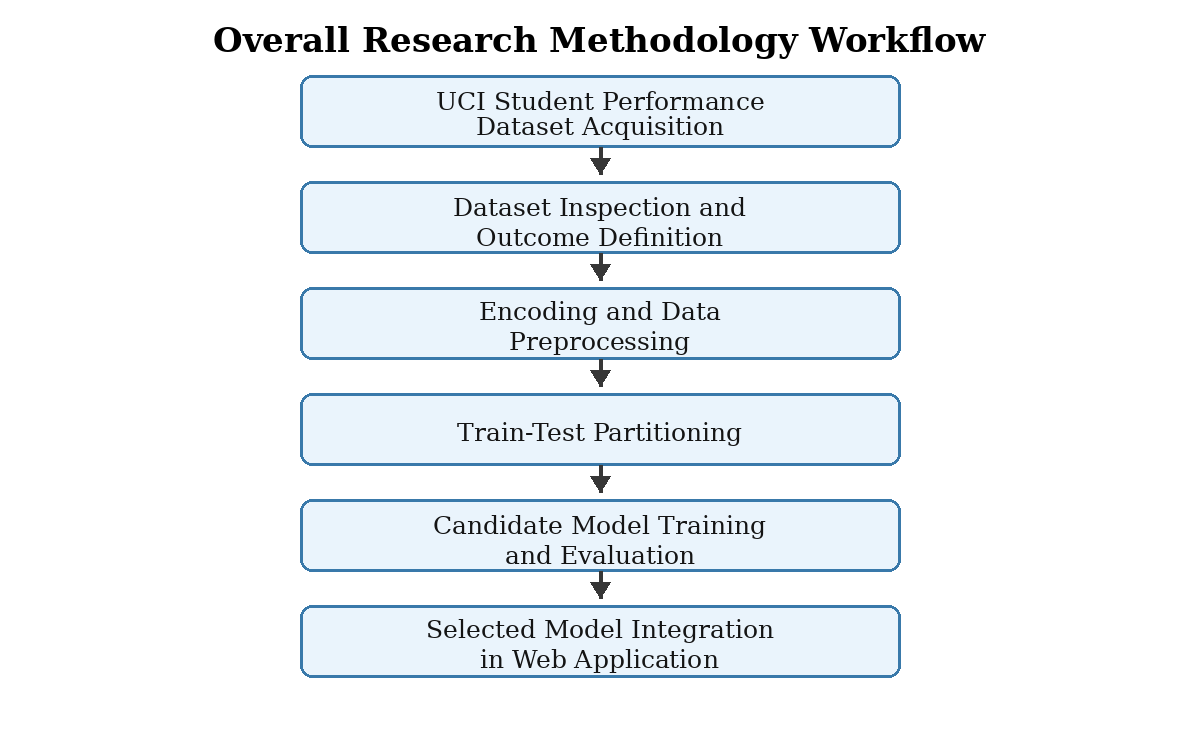 Overall Research Methodology Workflow
UCI Student Performance
Dataset Acquisition
Dataset Inspection and
Outcome Definition
Encoding and Data
Preprocessing
Train-Test Partitioning
Candidate Model Training
and Evaluation
Selected Model Integration
in Web Application